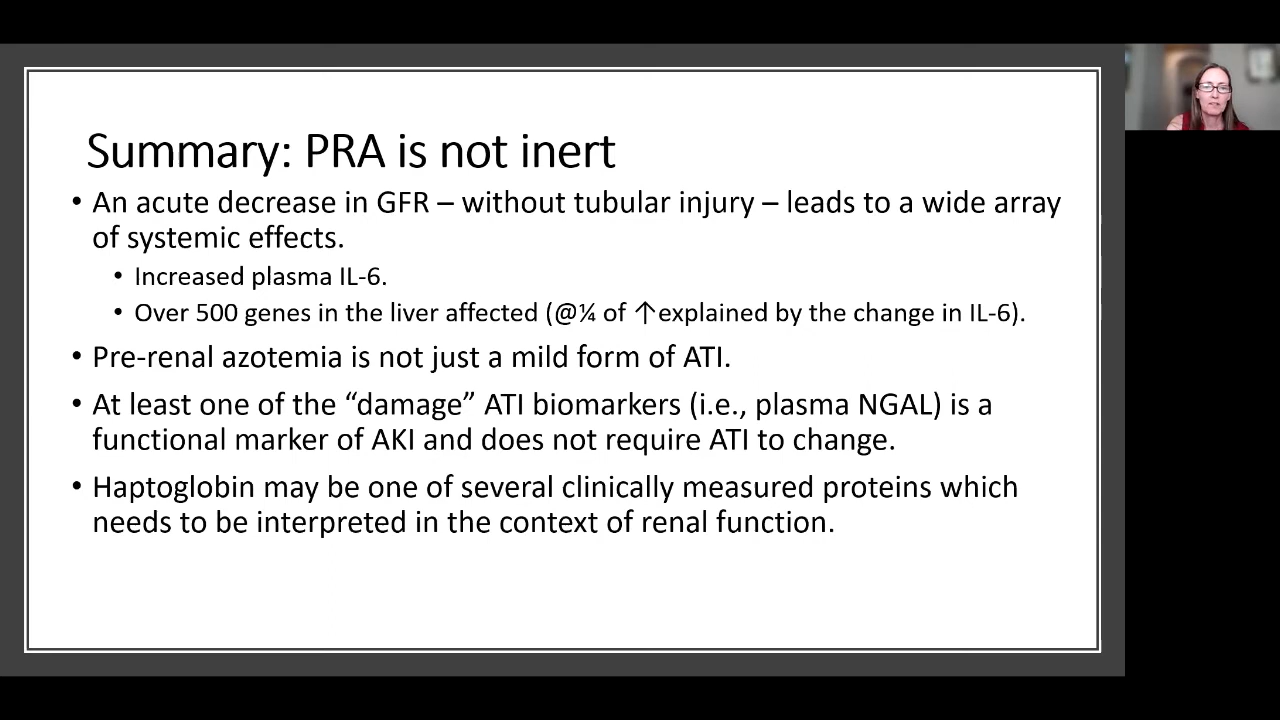 Summary: PRA is not inert
• An acute decrease in GFR – without tubular injury – leads to a wide array
of systemic effects.
• Increased plasma IL-6.
• Over 500 genes in the liver affected (@¼ of ↑explained by the change in IL-6).
• Pre-renal azotemia is not just a mild form of ATI.
• At least one of the “damage” ATI biomarkers (i.e., plasma NGAL) is a
functional marker of AKI and does not require ATI to change.
• Haptoglobin may be one of several clinically measured proteins which
needs to be interpreted in the context of renal function.